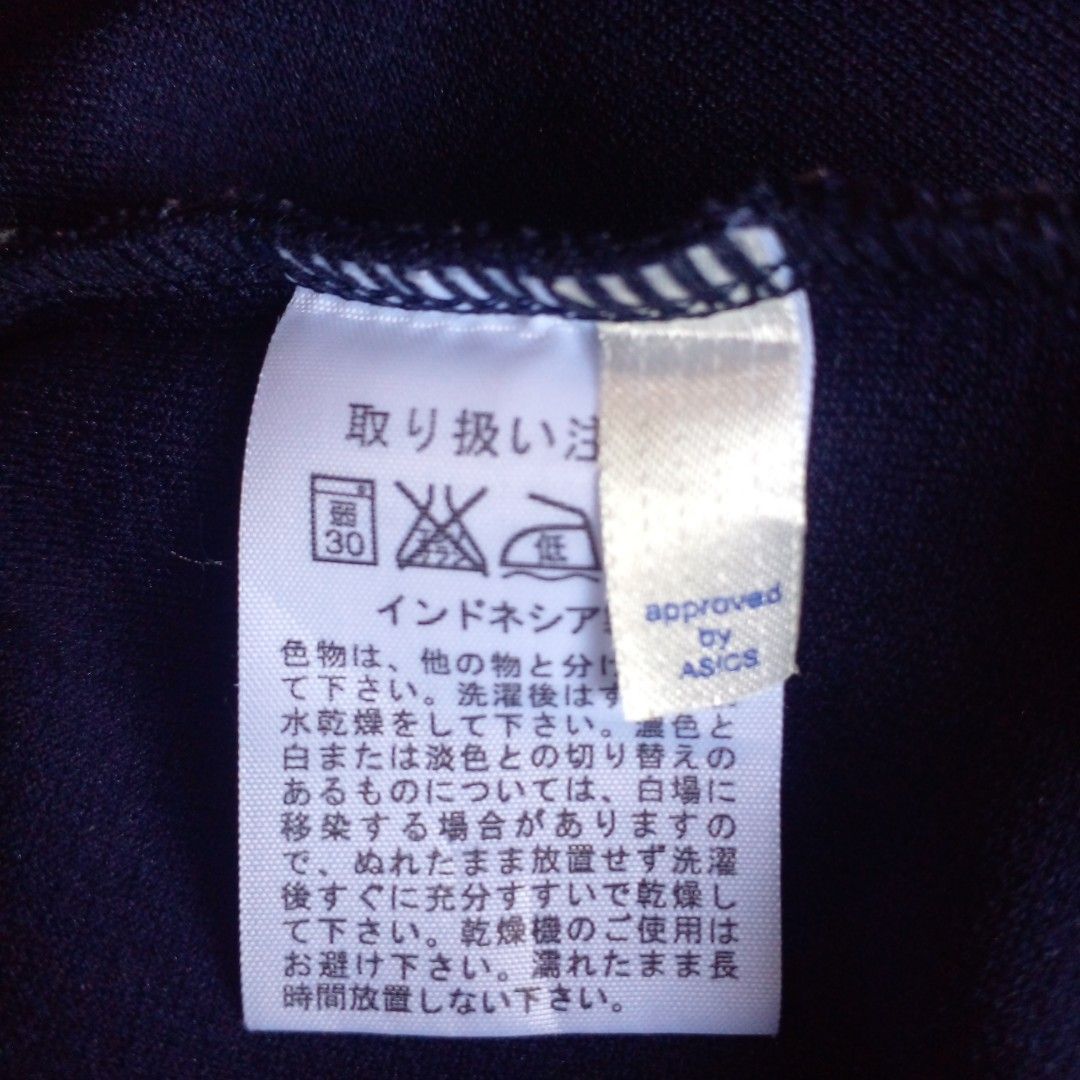 取り扱い注
弱
30
エンソ
サラシ
低
インドネシア
approved
by
ASICS
色物は、他の物と分け
て下さい。洗濯後はす
水乾燥をして下さい。濃色と
白または淡色との切り替えの
あるものについては、白場に
移染する場合がありますの
で、ぬれたまま放置せず洗濯
後すぐに充分すすいで乾燥し
て下さい。乾燥機のご使用は
お避け下さい。濡れたまま長
時間放置しない下さい。